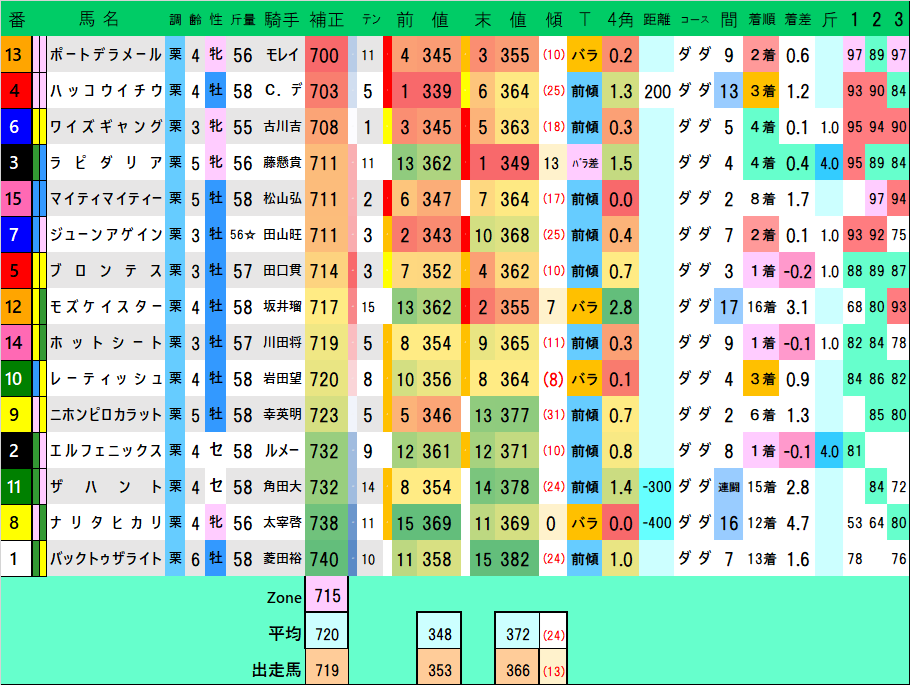 番 馬名 調 齢 性 斤量 騎手 補正 テン 前 値 末 値 傾 T 4角 距離 コース 間 着順 着差 斤 1 2 3
13 ポートデラメール 栗 4 牝 56 モレイ 700 11 4 345 3 355 (10) バラ 0.2 ダ ダ 9 2着 0.6 97 89 97
4 ハッコウイチウ 栗 4 牡 58 C. デ 703 5 1 339 6 364 (25) 前傾 1.3 200 ダ ダ 13 3着 1.2 93 90 84
6 ワイズギャング 栗 3 牝 55 古川吉 708 1 3 345 5 363 (18) 前傾 0.3 ダ ダ 5 4着 0.1 1.0 95 94 90
3 ラピダリア 栗 5 牝 56 藤懸貴 711 11 13 362 1 349 13 バラ差 1.5 ダ ダ 4 4着 0.4 4.0 95 89 84
15 マイティマイティー 栗 5 牡 58 松山弘 711 2 6 347 7 364 (17) 前傾 0.0 ダ ダ 2 8着 1.7 97 94
7 ジューンアゲイン 栗 3 牡 56☆ 田山旺 711 3 2 343 10 368 (25) 前傾 0.4 ダ ダ 7 2着 0.1 1.0 93 92 75
5 ブロンテス 栗 3 牡 57 田口貫 714 3 7 352 4 362 (10) 前傾 0.7 ダ ダ 3 1着 -0.2 1.0 88 89 87
12 モズケイスター 栗 4 牡 58 坂井瑠 717 15 13 362 2 355 7 バラ 2.8 ダ ダ 17 16着 3.1 68 80 93
14 ホットシート 栗 3 牡 57 川田将 719 5 8 354 9 365 (11) 前傾 0.3 ダ ダ 9 1着 -0.1 1.0 82 84 78
10 レーティッシュ 栗 4 牡 58 岩田望 720 8 10 356 8 364 (8) バラ 0.1 ダ ダ 4 3着 0.9 84 86 82
9 ニホンピロカラット 栗 5 牡 58 幸英明 723 5 5 346 13 377 (31) 前傾 0.7 ダ ダ 2 6着 1.3 85 80
2 エルフェニックス 栗 4 セ 58 ルメー 732 9 12 361 12 371 (10) 前傾 0.8 ダ ダ 8 1着 -0.1 4.0 81
11 ザハント 栗 4 セ 58 角田大 732 14 8 354 14 378 (24) 前傾 1.4 -300 ダ ダ 連闘 15着 2.8 84 72
8 ナリタヒカリ 栗 4 牝 56 太宰啓 738 11 15 369 11 369 0 バラ 0.0 -400 ダ ダ 16 12着 4.7 53 64 80
1 バックトゥザライト 栗 6 牡 58 菱田裕 740 10 11 358 15 382 (24) 前傾 1.0 ダ ダ 7 13着 1.6 78 76
Zone 715
平均 720 348 372 (24)
出走馬 719 353 366 (13)